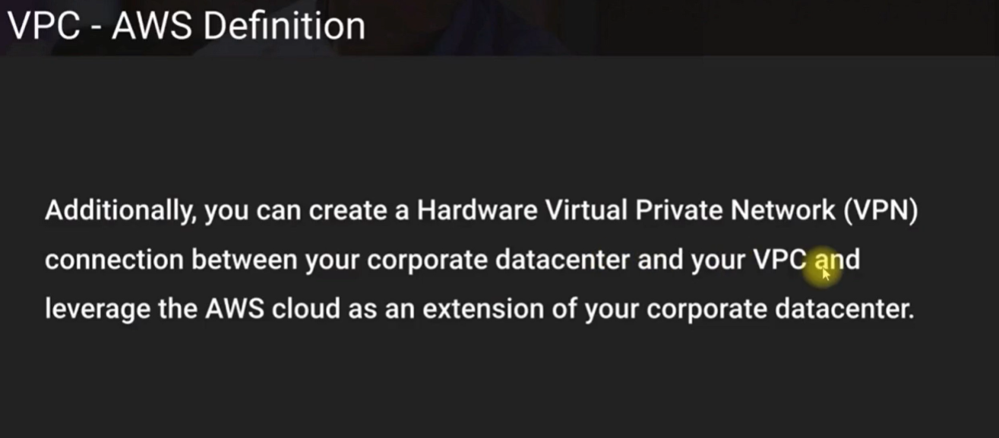 VPC - AWS Definition
Additionally, you can create a Hardware Virtual Private Network (VPN)
connection between your corporate datacenter and your VPC and
leverage the AWS cloud as an extension of your corporate datacenter.